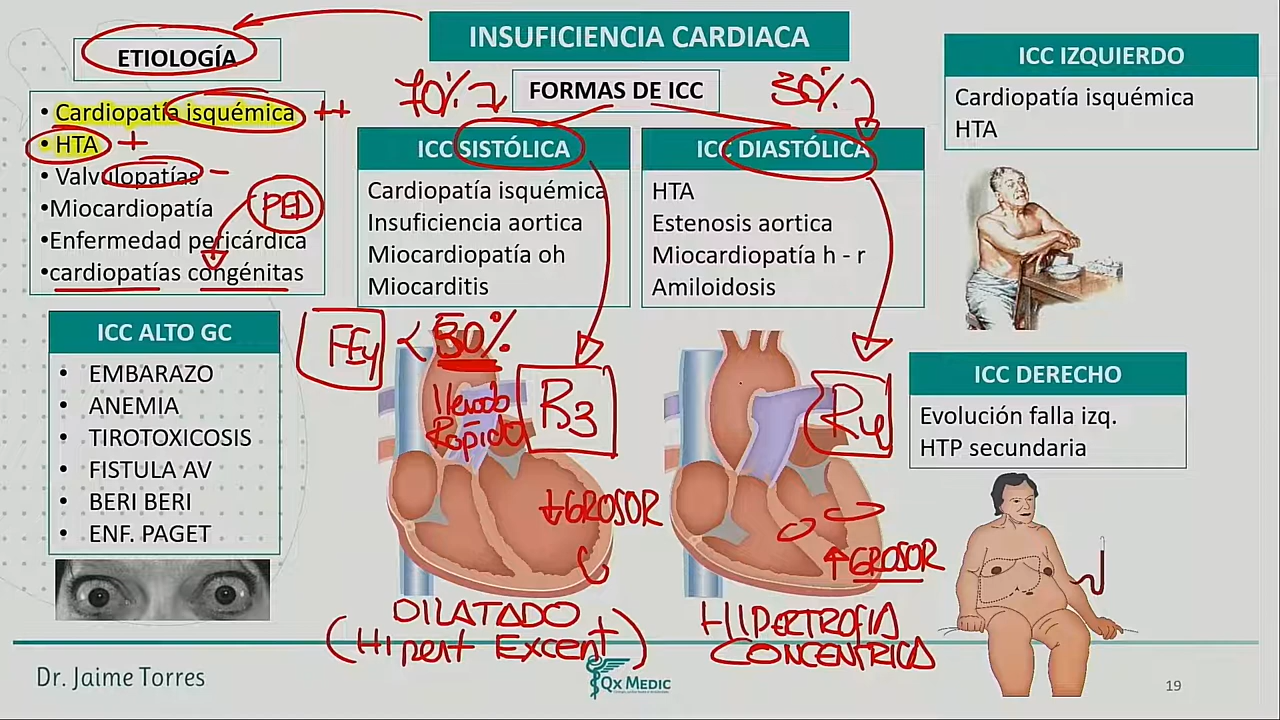 INSUFICIENCIA CARDIACA
ETIOLOGÍA
• Cardiopatía isquémica ++
• HTA +
• Valvulopatías -
•Miocardiopatía
PED
•Enfermedad pericárdica
•cardiopatías congénitas
ICC ALTO GC
• EMBARAZO
• ANEMIA
• TIROTOXICOSIS
• FISTULA AV
• BERI BERI
• ENF. PAGET
70%
FORMAS DE ICC
30%
ICC SISTÓLICA
Cardiopatía isquémica
Insuficiencia aortica
Miocardiopatía oh
Miocarditis
ICC DIASTÓLICA
HTA
Estenosis aortica
Miocardiopatía h - r
Amiloidosis
FEy < 50%
Llenado
Rápido
R3
↓GROSOR
DILATADO
(Hipert Excent)
R4
↑GROSOR
HIPERTROFIA
CONCENTRICA
ICC IZQUIERDO
Cardiopatía isquémica
HTA
ICC DERECHO
Evolución falla izq.
HTP secundaria
Dr. Jaime Torres
QX MEDIC
19